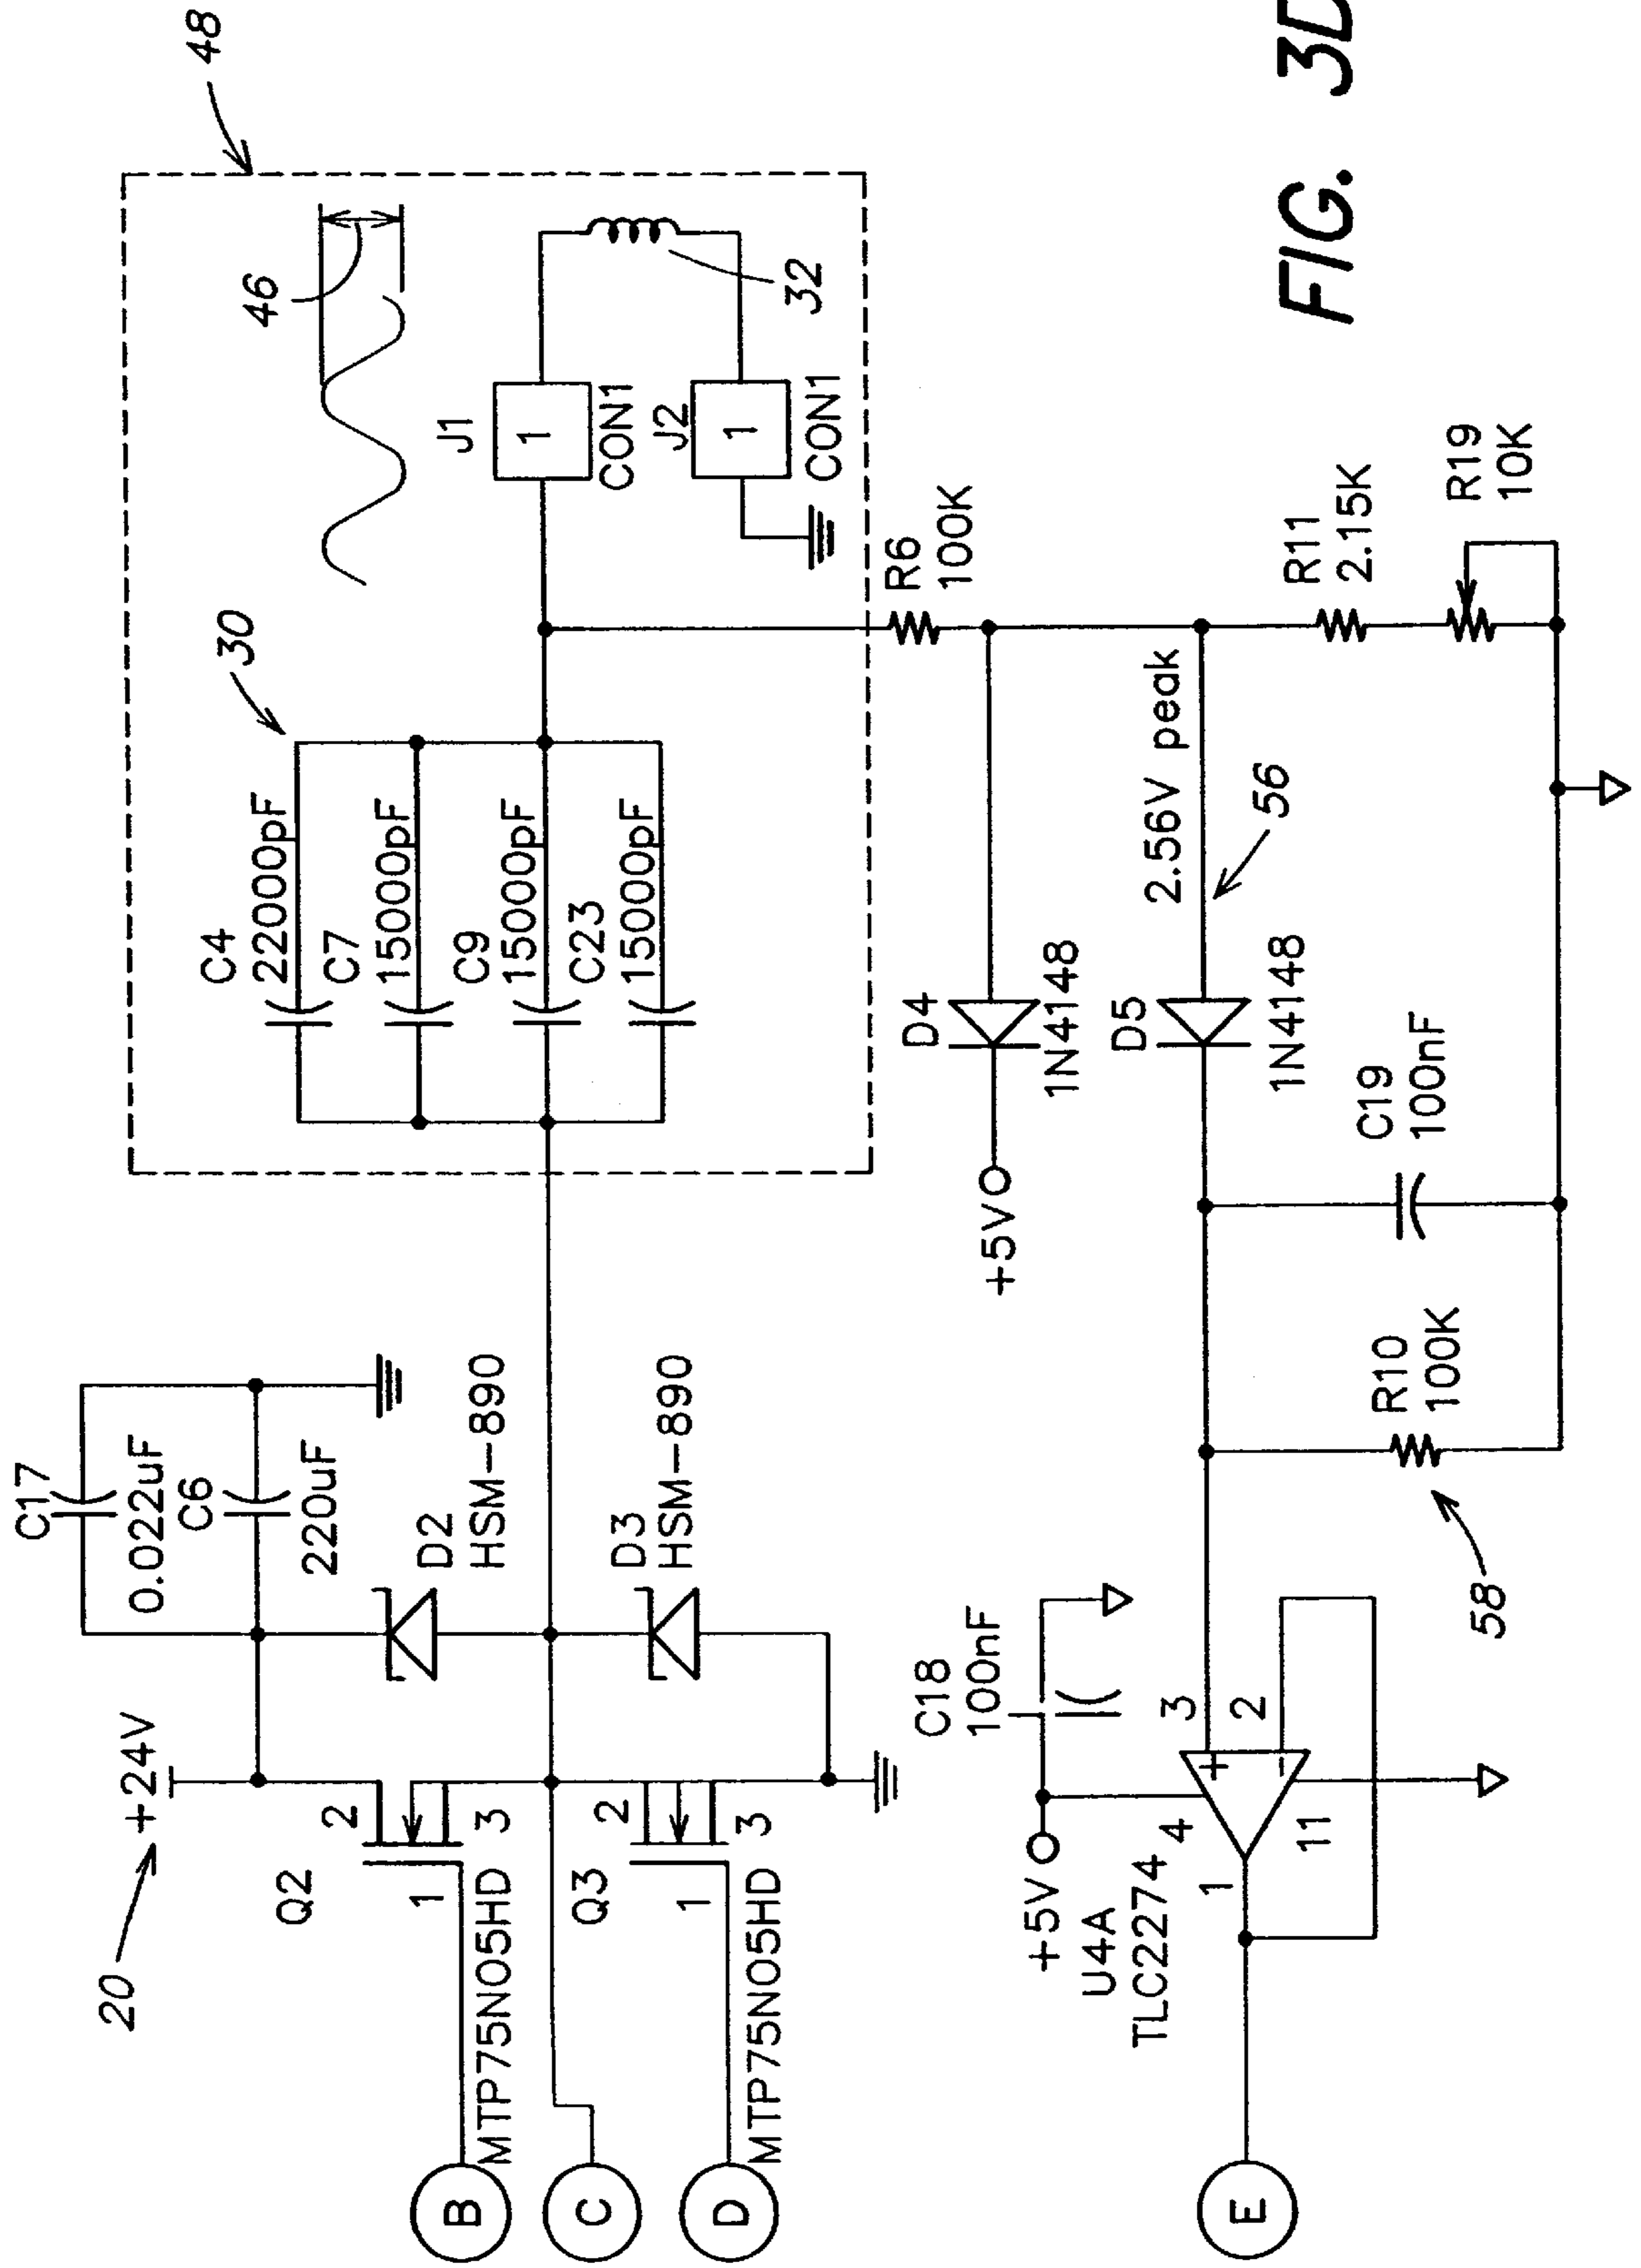 20
+24V
C17
0.022uF
C6
220uF
Q2
2
1
3
MTP75N05HD
D2
HSM-890
Q3
2
1
3
MTP75N05HD
D3
HSM-890
B
C
D
48
30
C4
22000pF
C7
15000pF
C9
15000pF
C23
15000pF
46
J1
1
CON1
J2
1
CON1
32
R6
100K
D4
1N4148
+5V
2.56V peak
56
D5
1N4148
R11
2.15K
R19
10K
C19
100nF
R10
100K
58
C18
100nF
+5V
U4A
TLC2274
3
2
+
-
4
11
1
E
FIG. 3D